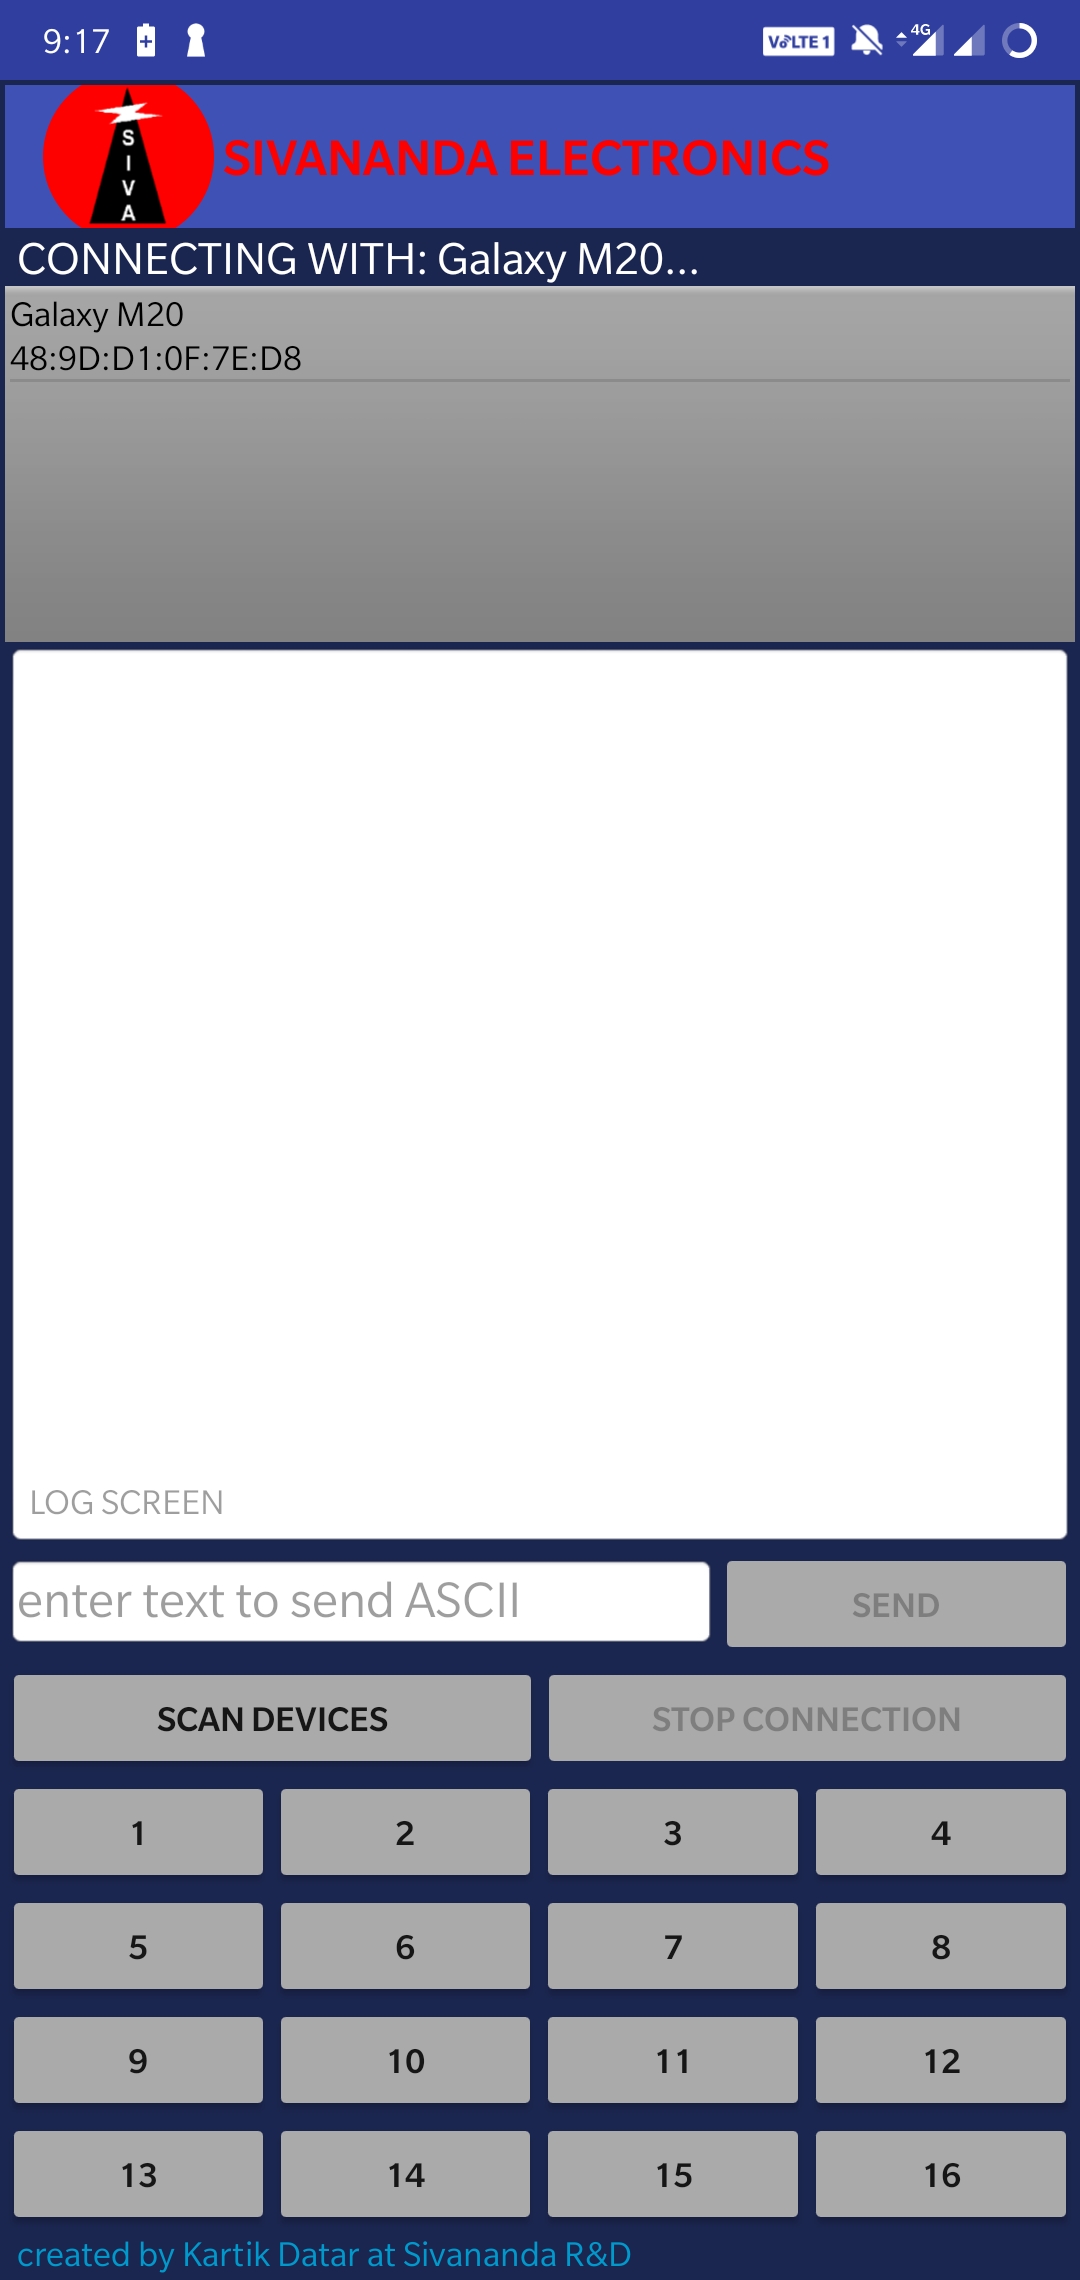 9:17 VoLTE 1 4G
S
I
V
A
SIVANANDA ELECTRONICS
CONNECTING WITH: Galaxy M20...
Galaxy M20
48:9D:D1:0F:7E:D8
LOG SCREEN
enter text to send ASCII
SEND
SCAN DEVICES STOP CONNECTION
1 2 3 4
5 6 7 8
9 10 11 12
13 14 15 16
created by Kartik Datar at Sivananda R&D